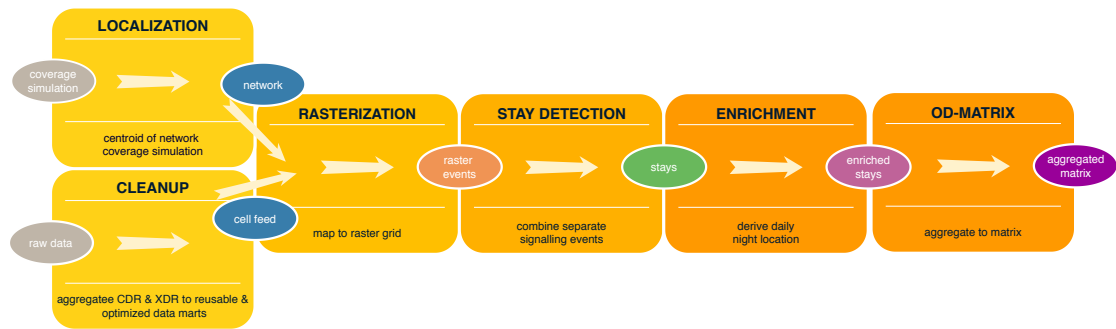 LOCALIZATION
coverage
simulation
network
centroid of network
coverage simulation
CLEANUP
raw data
cell feed
aggregatee CDR & XDR to reusable &
optimized data marts
RASTERIZATION
raster
events
map to raster grid
STAY DETECTION
stays
combine separate
signalling events
ENRICHMENT
enriched
stays
derive daily
night location
OD-MATRIX
aggregated
matrix
aggregate to matrix